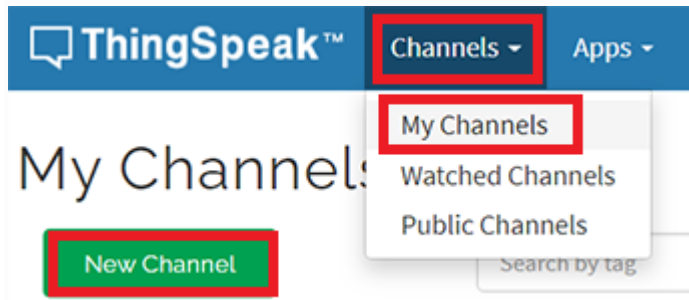 ThingSpeak™ Channels Apps
My Channels
My Channels
Watched Channels
Public Channels
New Channel
Search by tag